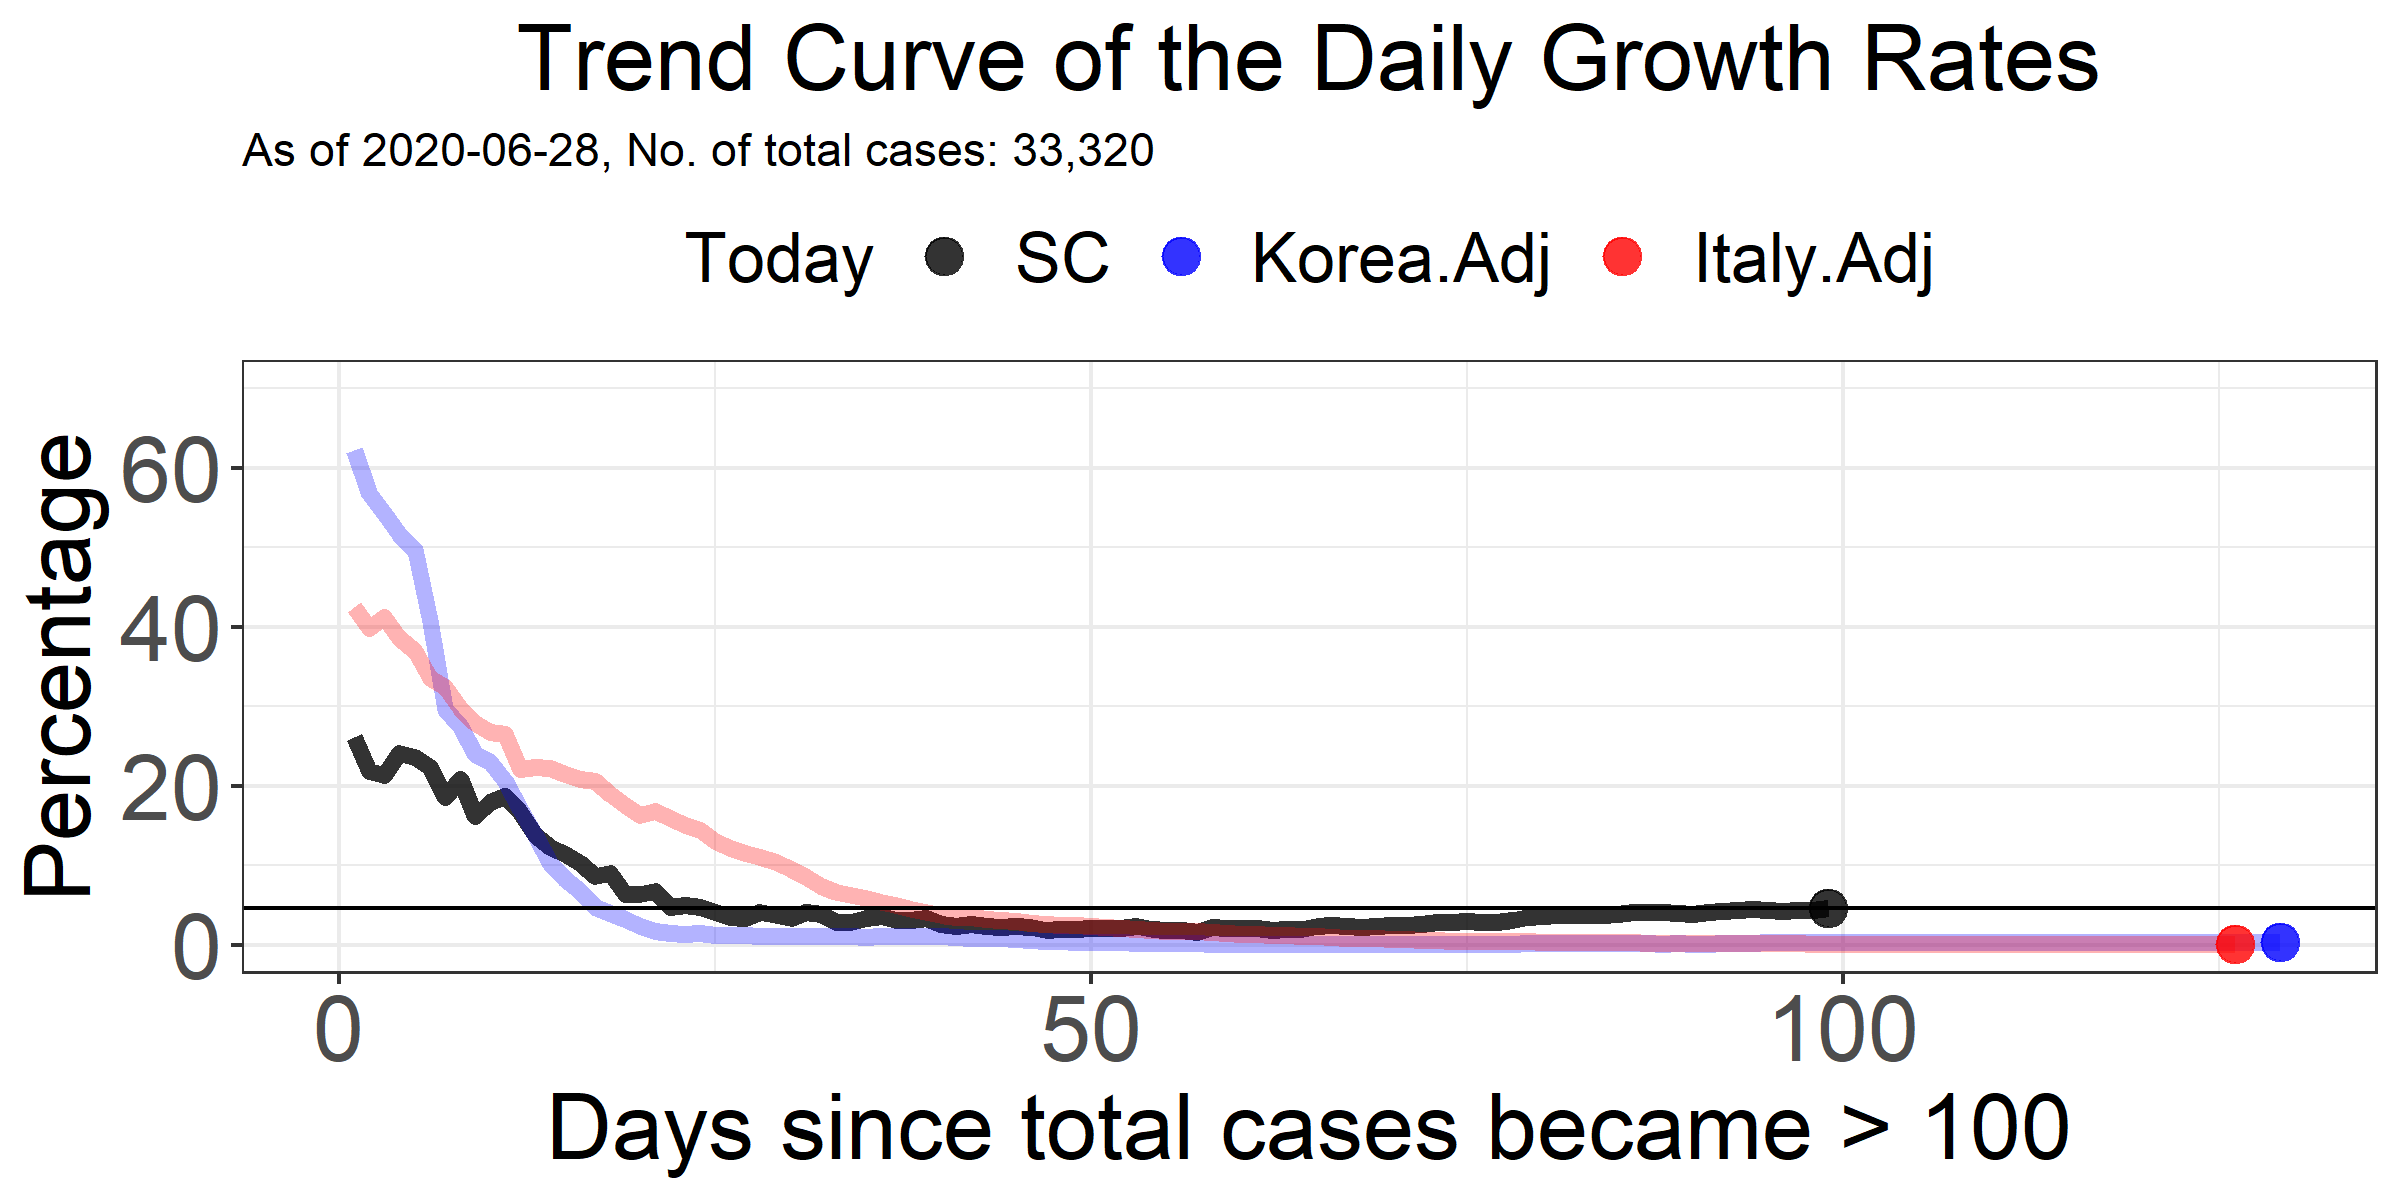 Trend Curve of the Daily Growth Rates
As of 2020-06-28, No. of total cases: 33,320
Today SC Korea.Adj Italy.Adj
Percentage
60
40
20
0
0 50 100
Days since total cases became > 100